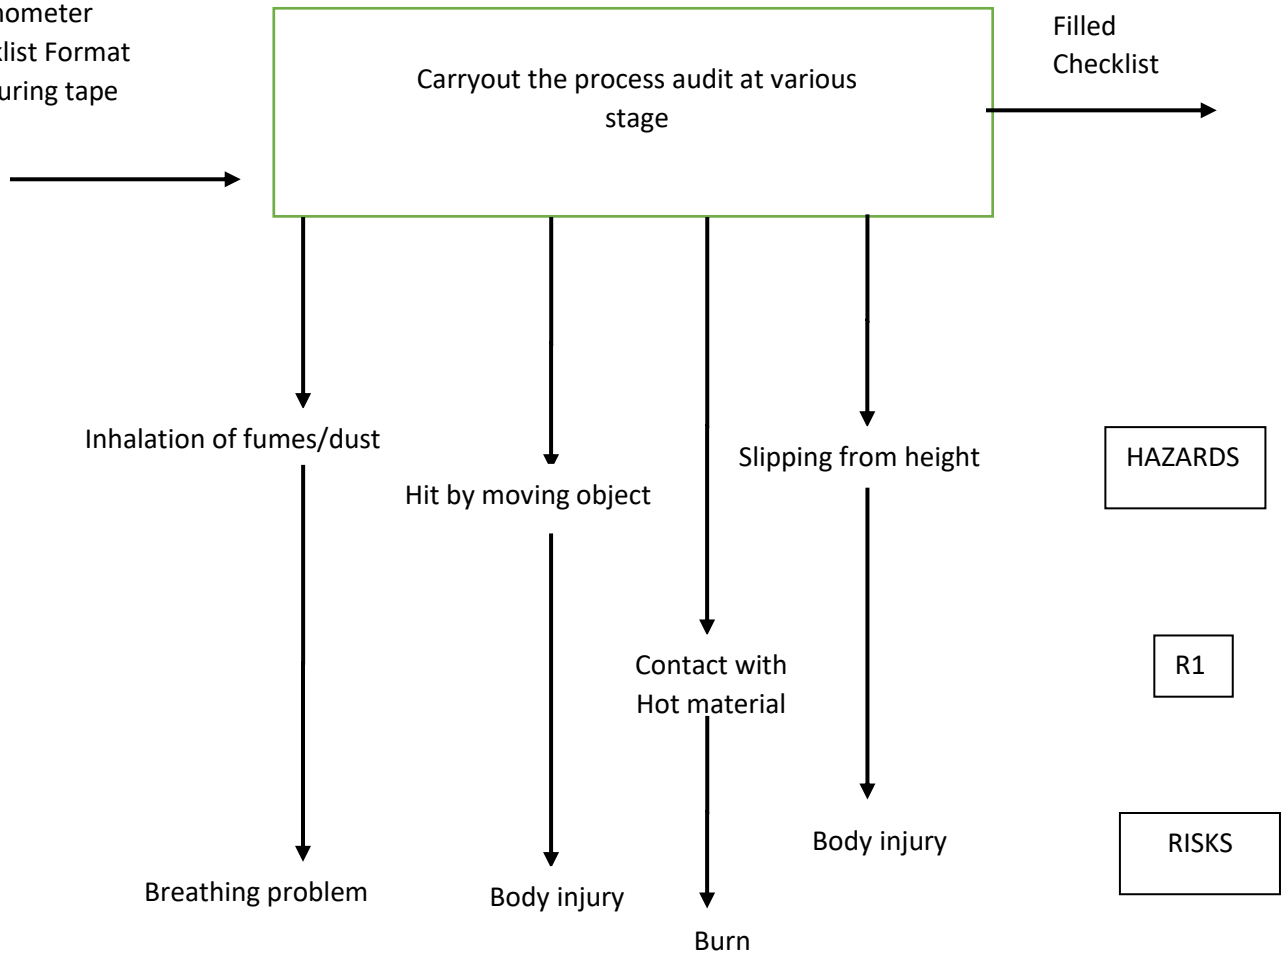 nometer
klist Format
uring tape
Carryout the process audit at various
stage
Filled
Checklist
Inhalation of fumes/dust
Hit by moving object
Slipping from height
HAZARDS
Contact with
Hot material
R1
Breathing problem
Body injury
Burn
Body injury
RISKS